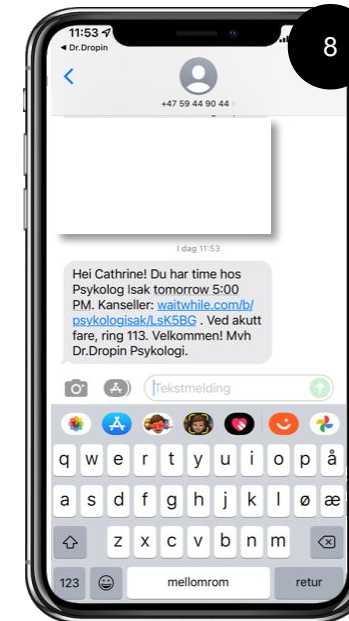 11:53
8
◀ Dr.Dropin
+47 59 44 90 44 >
I dag 11:53
Hei Cathrine! Du har time hos
Psykolog Isak tomorrow 5:00
PM. Kanseller: waitwhile.com/b/
psykologisak/LsK5BG . Ved akutt
fare, ring 113. Velkommen! Mvh
Dr.Dropin Psykologi.
Tekstmelding
q w e r t y u i o p å
a s d f g h j k l ø æ
z x c v b n m
123 mellomrom retur